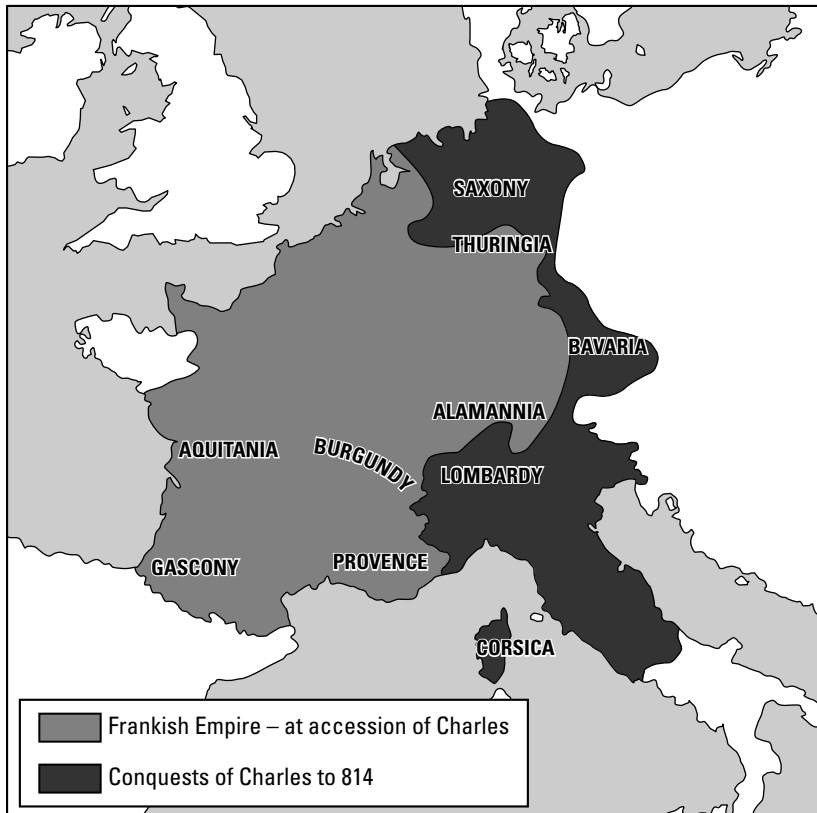 SAXONY
THURINGIA
BAVARIA
ALAMANNIA
AQUITANIA
BURGUNDY
LOMBARDY
GASCONY
PROVENCE
CORSICA
Frankish Empire – at accession of Charles
Conquests of Charles to 814